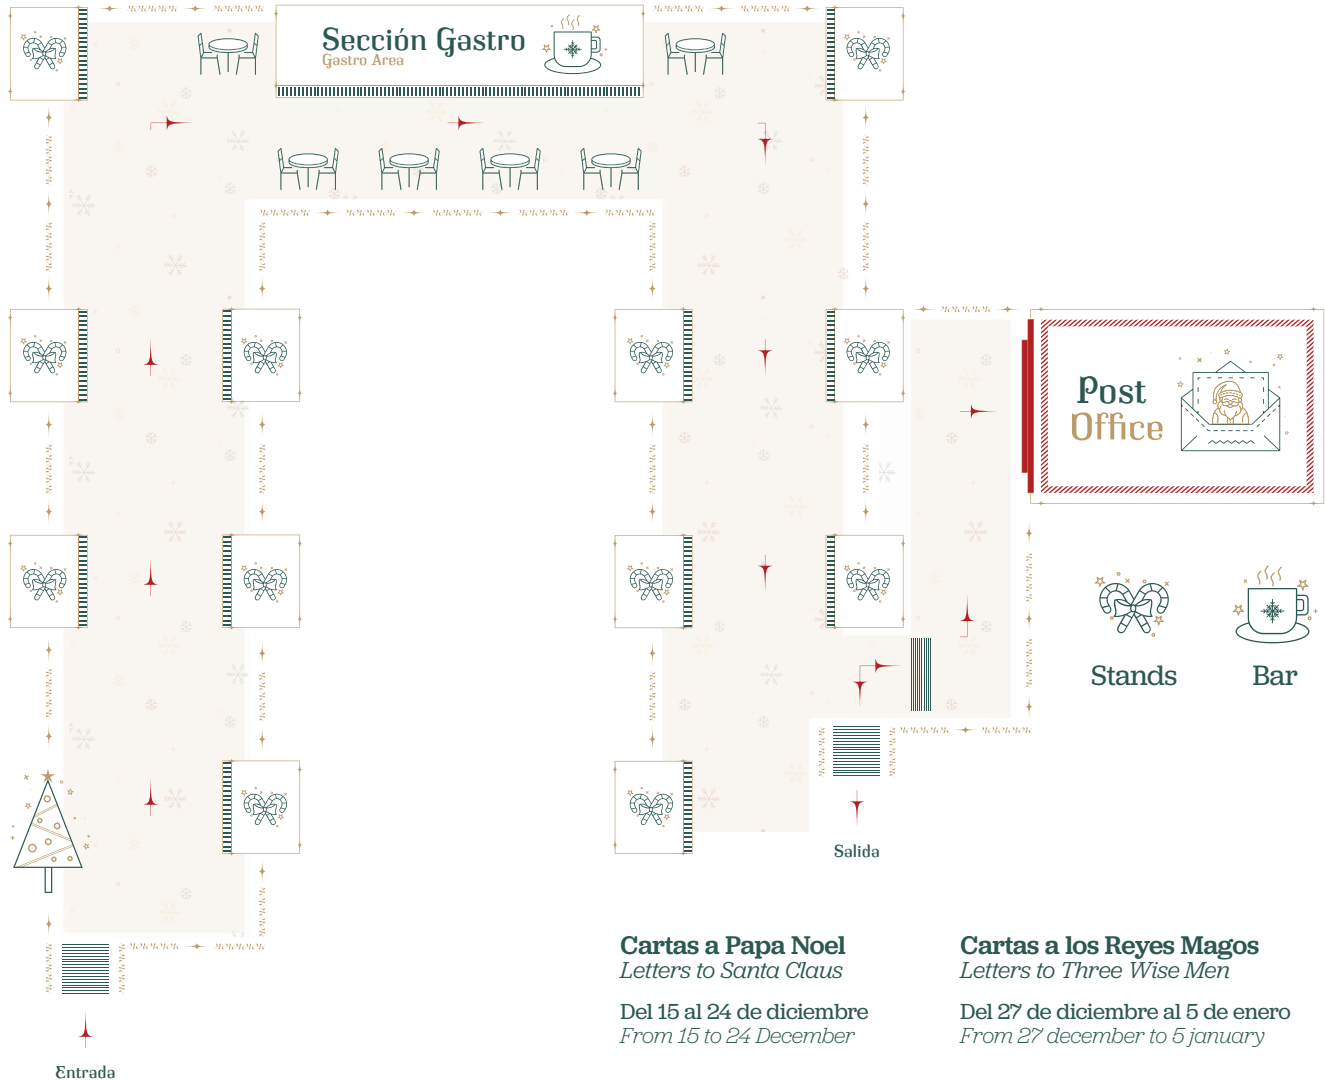 Sección Gastro
Gastro Area
Post
Office
Stands
Bar
Salida
Cartas a Papa Noel
Letters to Santa Claus
Del 15 al 24 de diciembre
From 15 to 24 December
Cartas a los Reyes Magos
Letters to Three Wise Men
Del 27 de diciembre al 5 de enero
From 27 december to 5 january
Entrada